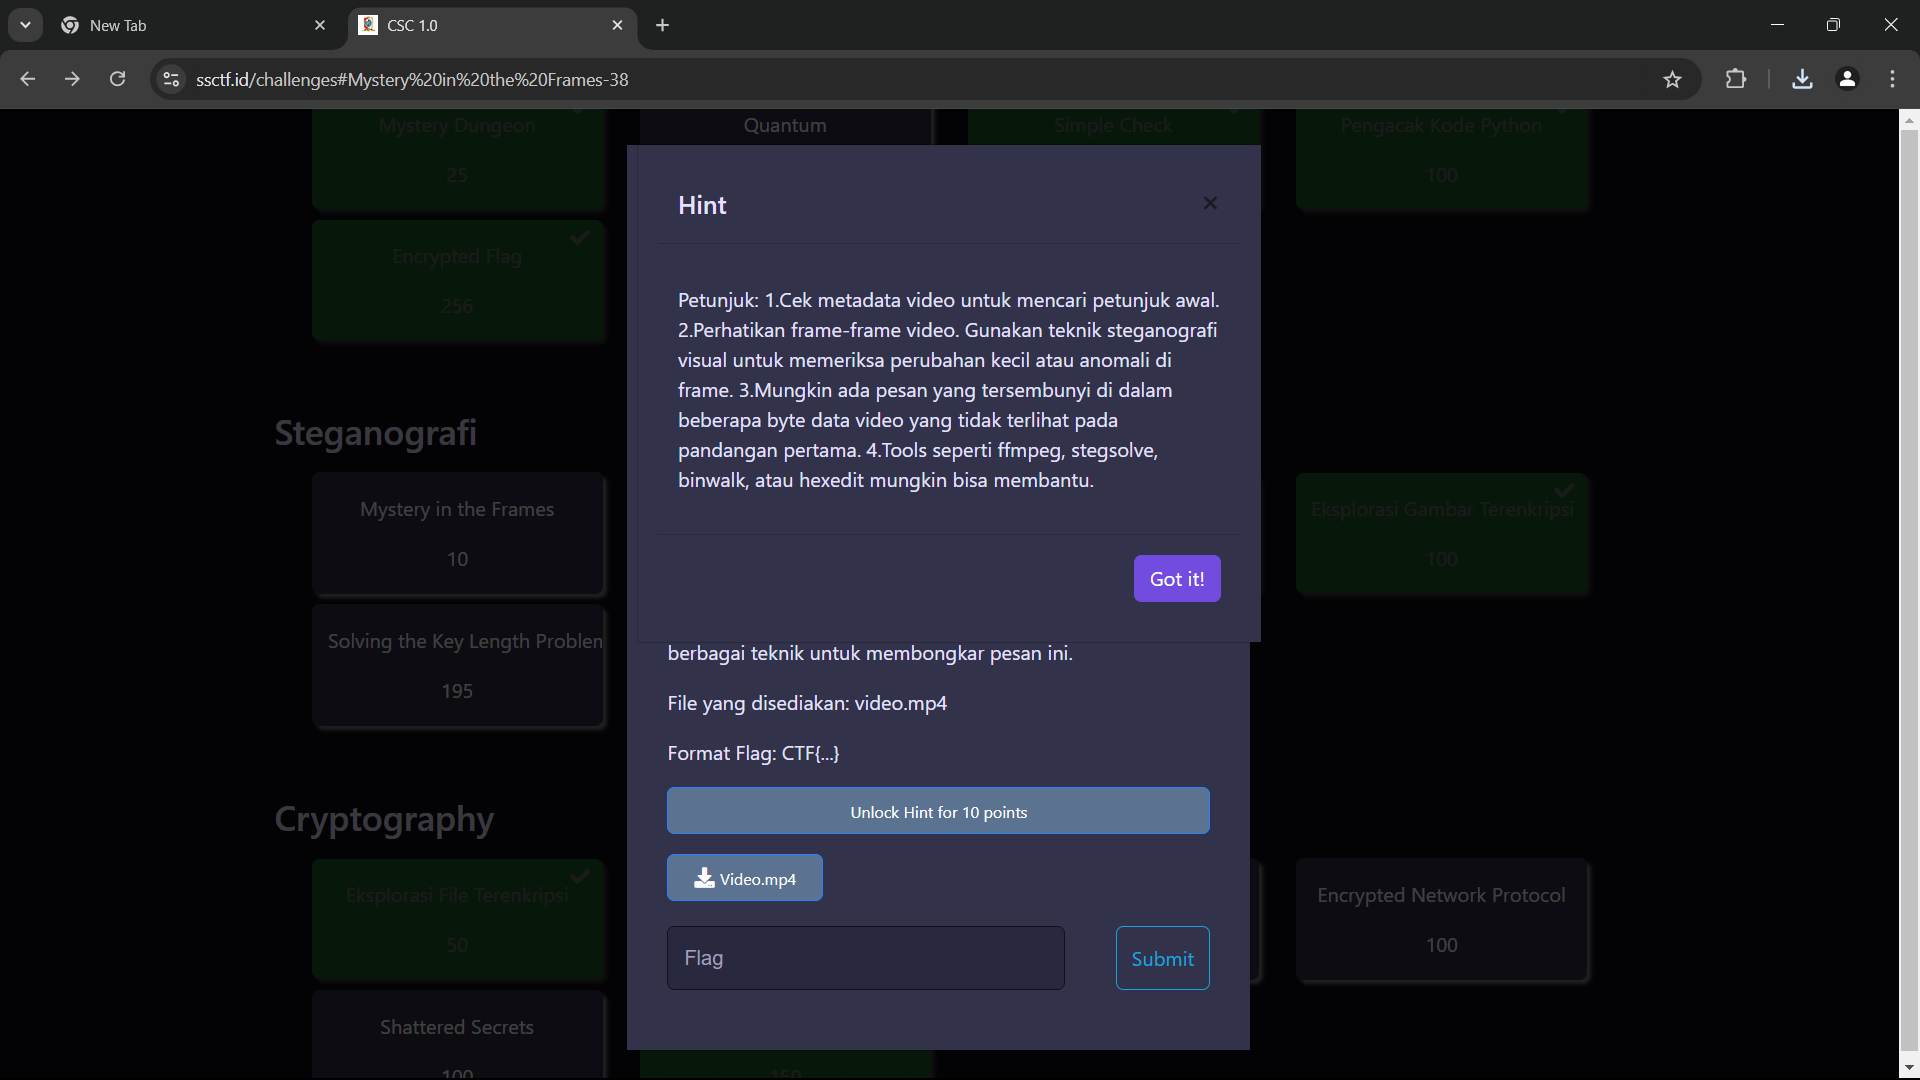 New Tab
CSC 1.0
ssctf.id/challenges#Mystery%20in%20the%20Frames-38
Mystery Dungeon
25
Quantum
Simple Check
Pengacak Kode Python
100
Encrypted Flag
256
Hint
Petunjuk: 1.Cek metadata video untuk mencari petunjuk awal.
2.Perhatikan frame-frame video. Gunakan teknik steganografi
visual untuk memeriksa perubahan kecil atau anomali di
frame. 3.Mungkin ada pesan yang tersembunyi di dalam
beberapa byte data video yang tidak terlihat pada
pandangan pertama. 4.Tools seperti ffmpeg, stegsolve,
binwalk, atau hexedit mungkin bisa membantu.
Got it!
Steganografi
Mystery in the Frames
10
Eksplorasi Gambar Terenkripsi
100
Solving the Key Length Problem
195
berbagai teknik untuk membongkar pesan ini.
File yang disediakan: video.mp4
Format Flag: CTF{...}
Unlock Hint for 10 points
Video.mp4
Flag
Submit
Cryptography
Eksplorasi File Terenkripsi
50
Encrypted Network Protocol
100
Shattered Secrets
100
150